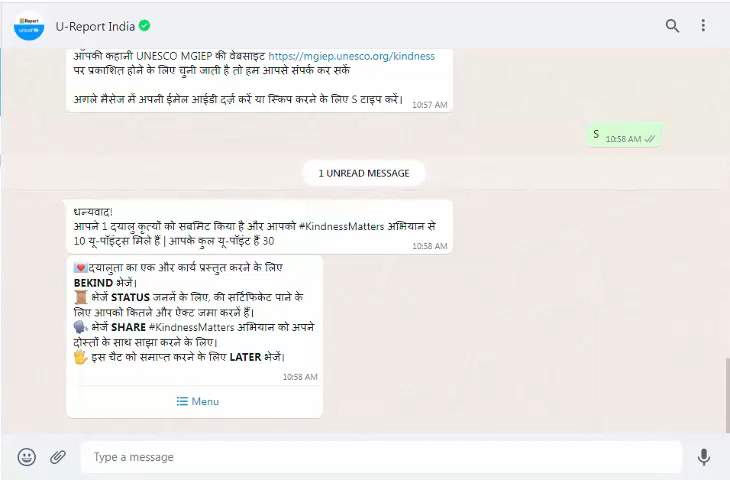 U-Report India
आपकी कहानी UNESCO MGIEP की वेबसाइट https://mgiep.unesco.org/kindness
पर प्रकाशित होने के लिए चुनी जाती है तो हम आपसे संपर्क कर सकें
अगले मैसेज में अपनी ईमेल आईडी दर्ज़ करें या स्किप करने के लिए S टाइप करें।
10:57 AM
S 10:58 AM
1 UNREAD MESSAGE
धन्यवाद!
आपने 1 दयालु कृत्यों को सबमिट किया है और आपको #KindnessMatters अभियान से
10 यू-पॉइंट्स मिले हैं | आपके कुल यू-पॉइंट हैं 30
10:58 AM
दयालुता का एक और कार्य प्रस्तुत करने के लिए
BEKIND भेजें।
भेजें STATUS जननें के लिए, की सर्टिफिकेट पाने के
लिए आपको कितने और ऐक्ट जमा करनें हैं।
भेजें SHARE #KindnessMatters अभियान को अपने
दोस्तों के साथ साझा करने के लिए।
इस चैट को समाप्त करने के लिए LATER भेजें।
10:58 AM
Menu
Type a message